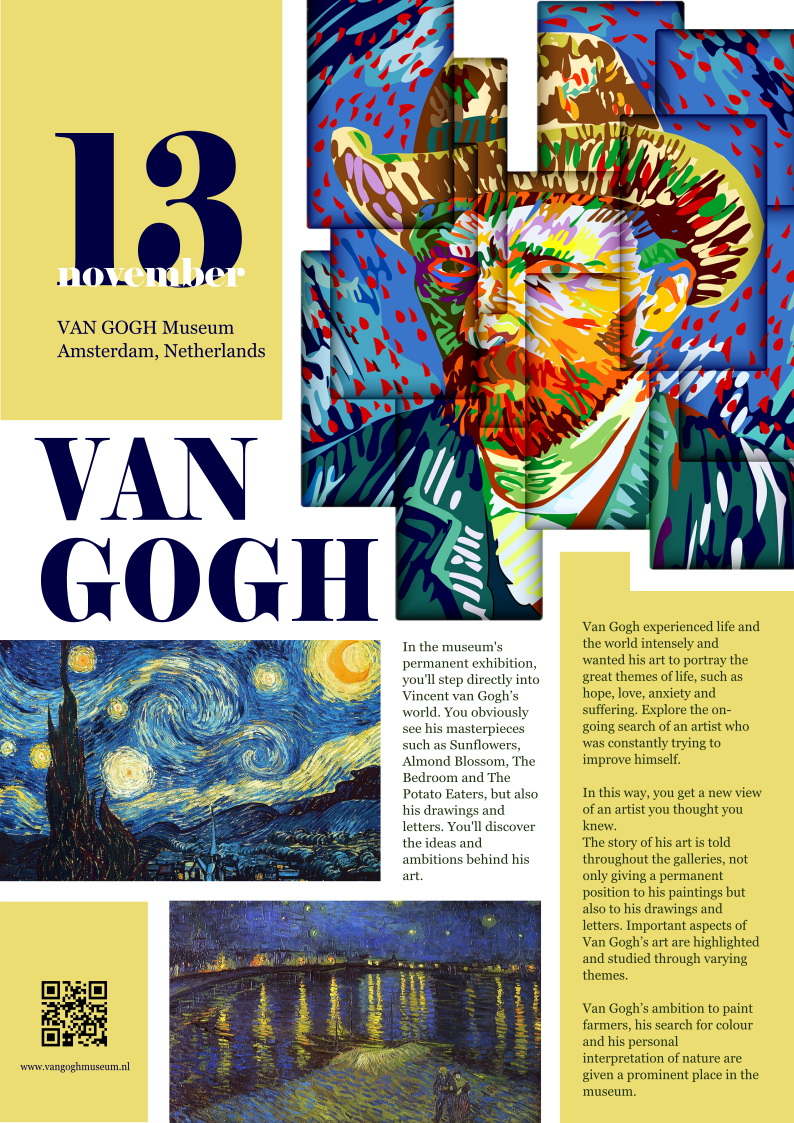 13
november
VAN GOGH Museum
Amsterdam, Netherlands
VAN
GOGH
In the museum's
permanent exhibition,
you'll step directly into
Vincent van Gogh’s
world. You obviously
see his masterpieces
such as Sunflowers,
Almond Blossom, The
Bedroom and The
Potato Eaters, but also
his drawings and
letters. You'll discover
the ideas and
ambitions behind his
art.
Van Gogh experienced life and
the world intensely and
wanted his art to portray the
great themes of life, such as
hope, love, anxiety and
suffering. Explore the on-
going search of an artist who
was constantly trying to
improve himself.
In this way, you get a new view
of an artist you thought you
knew.
The story of his art is told
throughout the galleries, not
only giving a permanent
position to his paintings but
also to his drawings and
letters. Important aspects of
Van Gogh’s art are highlighted
and studied through varying
themes.
Van Gogh’s ambition to paint
farmers, his search for colour
and his personal
interpretation of nature are
given a prominent place in the
museum.
www.vangoghmuseum.nl